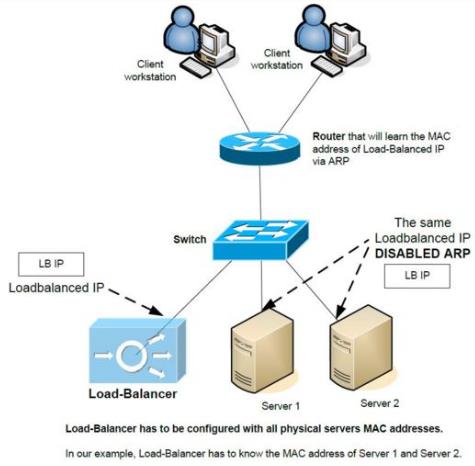 Client
workstation
Client
workstation
Router that will learn the MAC
address of Load-Balanced IP
via ARP
Switch
The same
Loadbalanced IP
DISABLED ARP
LB IP
LB IP
Loadbalanced IP
Load-Balancer
Server 1
Server 2
Load-Balancer has to be configured with all physical servers MAC addresses.
In our example, Load-Balancer has to know the MAC address of Server 1 and Server 2.